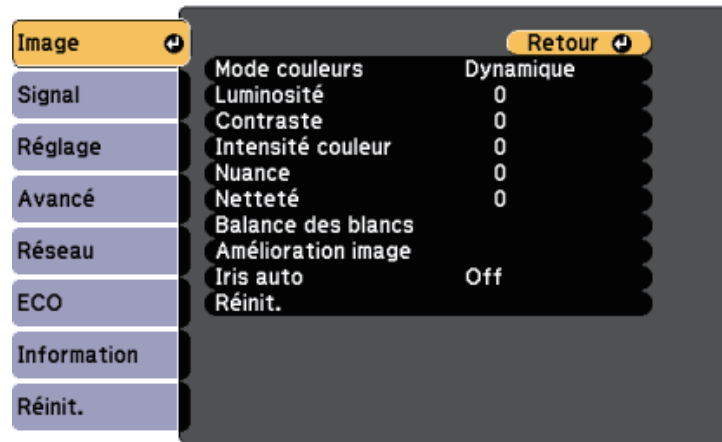 Image
Signal
Réglage
Avancé
Réseau
ECO
Information
Réinit.
Retour
Mode couleurs Dynamique
Luminosité 0
Contraste 0
Intensité couleur 0
Nuance 0
Netteté 0
Balance des blancs
Amélioration image
Iris auto Off
Réinit.